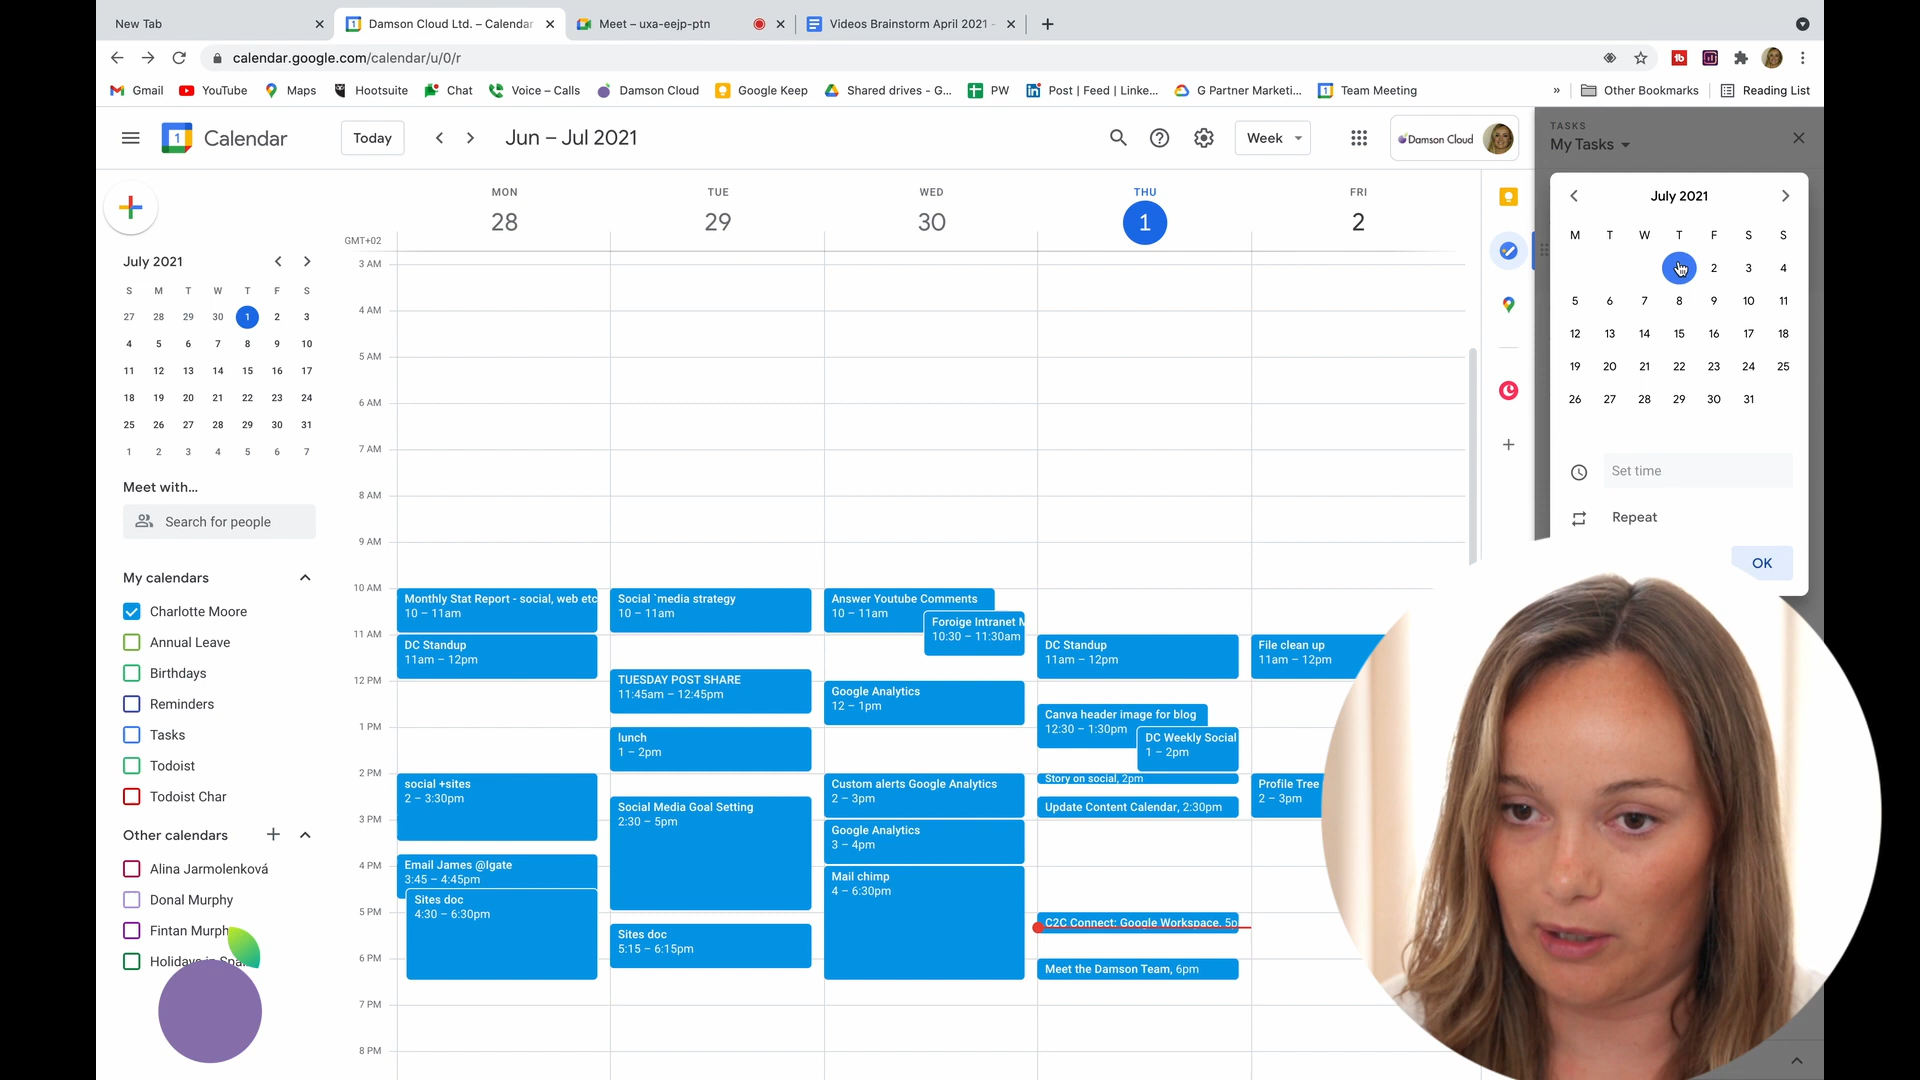 New Tab
Damson Cloud Ltd. – Calendar
Meet – uxa-eejp-ptn
Videos Brainstorm April 2021 -
calendar.google.com/calendar/u/0/r
Gmail
YouTube
Maps
Hootsuite
Chat
Voice – Calls
Damson Cloud
Google Keep
Shared drives - G...
PW
Post | Feed | Linke...
G Partner Marketi...
Team Meeting
»
Other Bookmarks
Reading List
Calendar
Today
Jun – Jul 2021
Week
Damson Cloud
TASKS
My Tasks
MON
28
TUE
29
WED
30
THU
1
FRI
2
GMT+02
July 2021
S M T W T F S
27 28 29 30 1 2 3
4 5 6 7 8 9 10
11 12 13 14 15 16 17
18 19 20 21 22 23 24
25 26 27 28 29 30 31
1 2 3 4 5 6 7
Meet with...
Search for people
My calendars
Charlotte Moore
Annual Leave
Birthdays
Reminders
Tasks
Todoist
Todoist Char
Other calendars
Alina Jarmolenková
Donal Murphy
Fintan Murph
Holidays in Spa
3 AM
4 AM
5 AM
6 AM
7 AM
8 AM
9 AM
10 AM
11 AM
12 PM
1 PM
2 PM
3 PM
4 PM
5 PM
6 PM
7 PM
8 PM
Monthly Stat Report - social, web etc
10 – 11am
DC Standup
11am – 12pm
social +sites
2 – 3:30pm
Email James @Igate
3:45 – 4:45pm
Sites doc
4:30 – 6:30pm
Social `media strategy
10 – 11am
TUESDAY POST SHARE
11:45am – 12:45pm
lunch
1 – 2pm
Social Media Goal Setting
2:30 – 5pm
Sites doc
5:15 – 6:15pm
Answer Youtube Comments
10 – 11am
Foroige Intranet M
10:30 – 11:30am
Google Analytics
12 – 1pm
Custom alerts Google Analytics
2 – 3pm
Google Analytics
3 – 4pm
Mail chimp
4 – 6:30pm
DC Standup
11am – 12pm
Canva header image for blog
12:30 – 1:30pm
DC Weekly Social
1 – 2pm
Story on social, 2pm
Update Content Calendar, 2:30pm
C2C Connect: Google Workspace, 5p
Meet the Damson Team, 6pm
File clean up
11am – 12pm
Profile Tree
2 – 3pm
July 2021
M T W T F S S
2 3 4
5 6 7 8 9 10 11
12 13 14 15 16 17 18
19 20 21 22 23 24 25
26 27 28 29 30 31
Set time
Repeat
OK